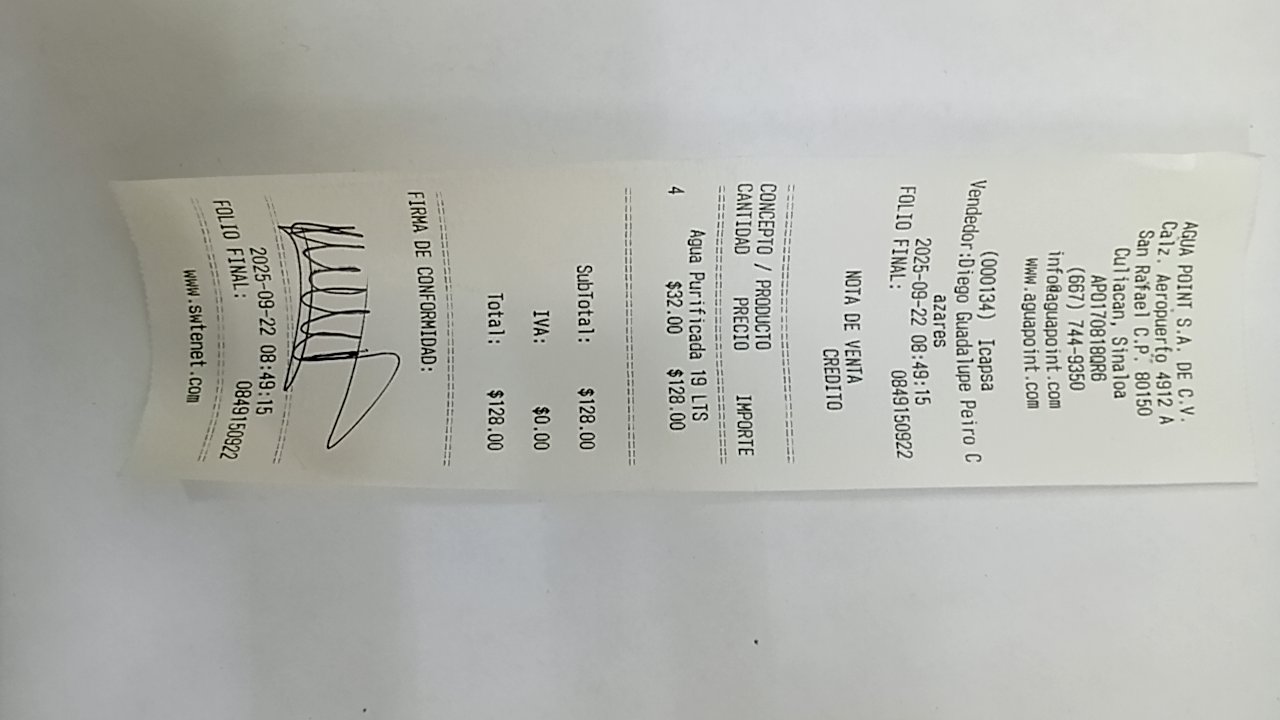 AGUA POINT S.A. DE C.V.
Calz. Aeropuerto 4912 A
San Rafael C.P. 80150
Culiacan, Sinaloa
APO170818QR6
(667) 744-9350
info@aguapoint.com
www.aguapoint.com
(000134) Icapsa
Vendedor:Diego Guadalupe Peiro C
azares
2025-09-22 08:49:15
FOLIO FINAL: 0849150922
NOTA DE VENTA
CREDITO
================================
CONCEPTO / PRODUCTO
CANTIDAD PRECIO IMPORTE
================================
Agua Purificada 19 LTS
4 $32.00 $128.00
================================
SubTotal: $128.00
IVA: $0.00
Total: $128.00
================================
FIRMA DE CONFORMIDAD:
================================
2025-09-22 08:49:15
FOLIO FINAL: 0849150922
================================
www.swtenet.com